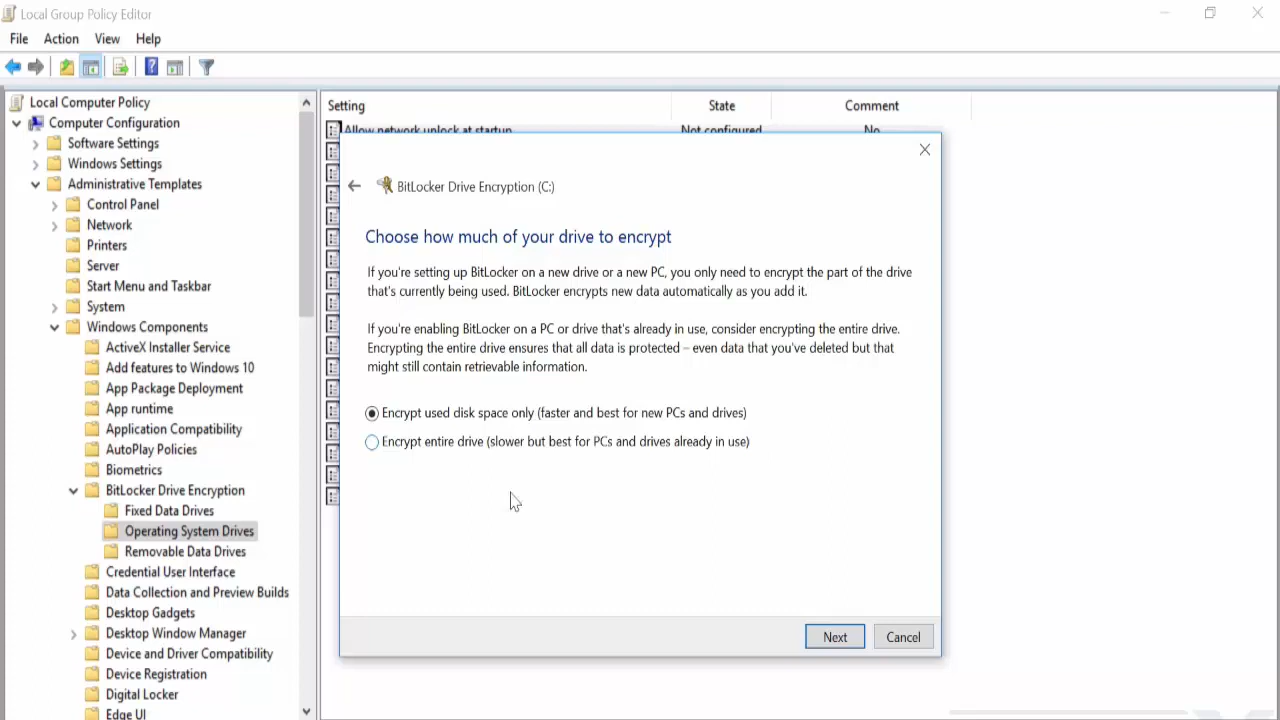 Local Group Policy Editor
File Action View Help
Local Computer Policy
Computer Configuration
Software Settings
Windows Settings
Administrative Templates
Control Panel
Network
Printers
Server
Start Menu and Taskbar
System
Windows Components
ActiveX Installer Service
Add features to Windows 10
App Package Deployment
App runtime
Application Compatibility
AutoPlay Policies
Biometrics
BitLocker Drive Encryption
Fixed Data Drives
Operating System Drives
Removable Data Drives
Credential User Interface
Data Collection and Preview Builds
Desktop Gadgets
Desktop Window Manager
Device and Driver Compatibility
Device Registration
Digital Locker
Edge UI
Setting State Comment
Allow network unlock at startup Not configured No
BitLocker Drive Encryption (C:)
Choose how much of your drive to encrypt
If you're setting up BitLocker on a new drive or a new PC, you only need to encrypt the part of the drive
that's currently being used. BitLocker encrypts new data automatically as you add it.
If you're enabling BitLocker on a PC or drive that's already in use, consider encrypting the entire drive.
Encrypting the entire drive ensures that all data is protected – even data that you've deleted but that
might still contain retrievable information.
Encrypt used disk space only (faster and best for new PCs and drives)
Encrypt entire drive (slower but best for PCs and drives already in use)
Next Cancel